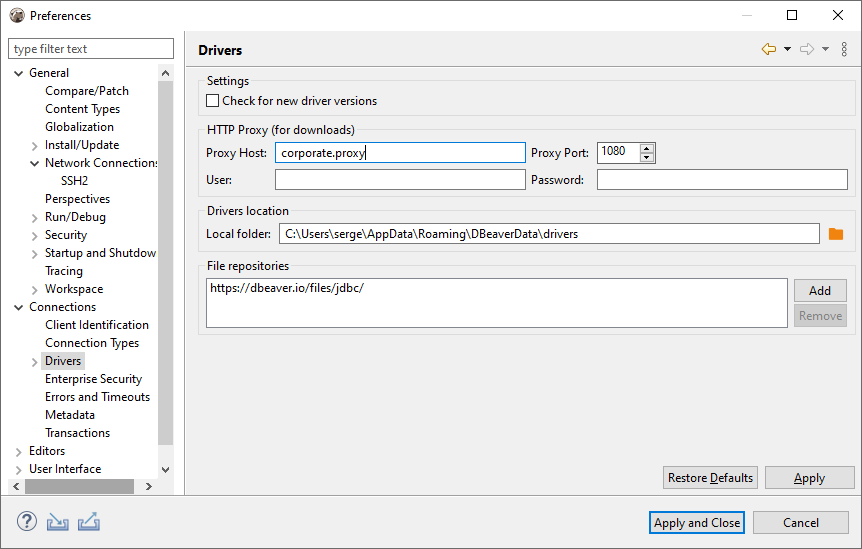 Preferences
type filter text
General
Compare/Patch
Content Types
Globalization
Install/Update
Network Connections
SSH2
Perspectives
Run/Debug
Security
Startup and Shutdown
Tracing
Workspace
Connections
Client Identification
Connection Types
Drivers
Enterprise Security
Errors and Timeouts
Metadata
Transactions
Editors
User Interface
Drivers
Settings
Check for new driver versions
HTTP Proxy (for downloads)
Proxy Host: corporate.proxy Proxy Port: 1080
User: Password:
Drivers location
Local folder: C:\Users\serge\AppData\Roaming\DBeaverData\drivers
File repositories
https://dbeaver.io/files/jdbc/
Add
Remove
Restore Defaults Apply
? Apply and Close Cancel